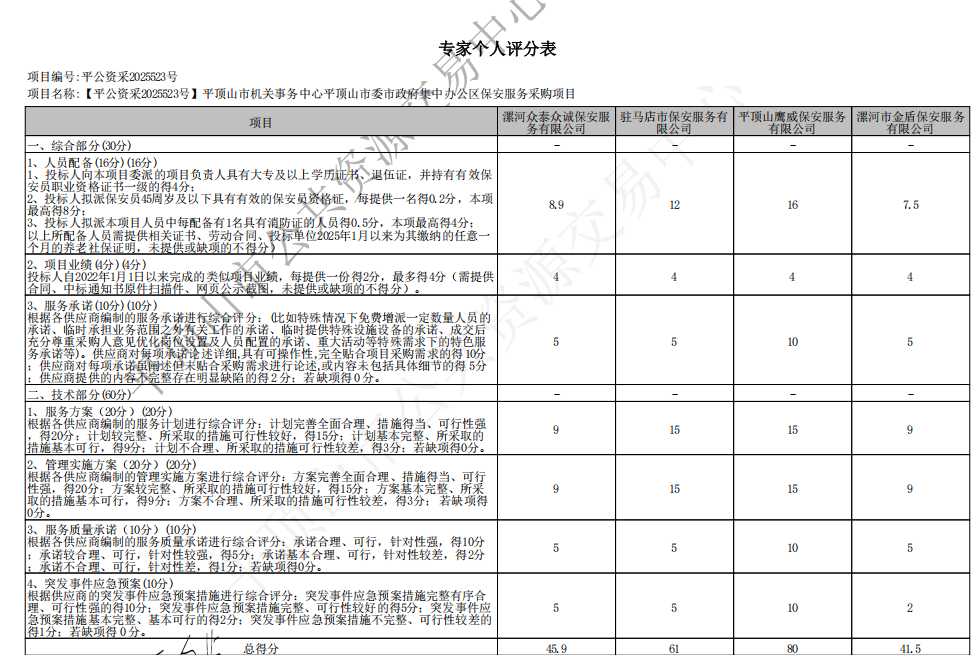 专家个人评分表
项目编号:平公资采2025523号
项目名称:【平公资采2025523号】平顶山市机关事务中心平顶山市委市政府集中办公区保安服务采购项目
项目 漯河众泰众诚保安服务有限公司 驻马店市保安服务有限公司 平顶山鹰威保安服务有限公司 漯河市金盾保安服务有限公司
一、综合部分(30分) - - - -
1、人员配备(16分)(16分)
1、投标人向本项目委派的项目负责人具有大专及以上学历证书、退伍证，并持有有效保
安员职业资格证书一级的得4分；
2、投标人拟派保安员45周岁及以下具有有效的保安员资格证，每提供一名得0.2分，本项
最高得8分；
3、投标人拟派本项目人员中每配备有1名具有消防证的人员得0.5分，本项最高得4分；
以上所配备人员需提供相关证书、劳动合同、投标单位2025年1月以来为其缴纳的任意一
个月的养老社保证明，未提供或缺项的不得分）
8.9 12 16 7.5
2、项目业绩(4分)(4分)
投标人自2022年1月1日以来完成的类似项目业绩，每提供一份得2分，最多得4分（需提供
合同、中标通知书原件扫描件、网页公示截图，未提供或缺项的不得分）。
4 4 4 4
3、服务承诺(10分)(10分)
根据各供应商编制的服务承诺进行综合评分：(比如特殊情况下免费增派一定数量人员的
承诺、临时承担业务范围之外有关工作的承诺、临时提供特殊设施设备的承诺、成交后
充分尊重采购人意见优化岗位设置及人员配置的承诺、重大活动等特殊需求下的特色服
务承诺等)。供应商对每项承诺论述详细,具有可操作性,完全贴合项目采购需求的得10分
；供应商对每项承诺虽阐述但未贴合采购需求进行论述,或内容未包括具体细节的得 5分
；供应商提供的内容不完整存在明显缺陷的得 2 分；若缺项得 0 分。
5 5 10 5
二、技术部分(60分) - - - -
1、服务方案（20分）(20分)
根据各供应商编制的服务计划进行综合评分：计划完善全面合理、措施得当、可行性强
，得20分；计划较完整、所采取的措施可行性较好，得15分；计划基本完整、所采取的
措施基本可行，得9分；计划不合理、所采取的措施可行性较差，得3分；若缺项得0分。
9 15 15 9
2、管理实施方案（20分）(20分)
根据各供应商编制的管理实施方案进行综合评分：方案完善全面合理、措施得当、可行
性强，得20分；方案较完整、所采取的措施可行性较好，得15分；方案基本完整、所采
取的措施基本可行，得9分；方案不合理、所采取的措施可行性较差，得3分；若缺项得
0分。
9 15 15 9
3、服务质量承诺（10分）(10分)
根据各供应商编制的服务质量承诺进行综合评分：承诺合理、可行，针对性强，得10分
；承诺较合理、可行，针对性较强，得5分；承诺基本合理、可行，针对性较差，得2分
；承诺不合理、可行，针对性差，得1分；若缺项得0分。
5 5 10 5
4、突发事件应急预案(10分)
根据供应商的突发事件应急预案措施进行综合评分：突发事件应急预案措施完整有序合
理、可行性强的得10分；突发事件应急预案措施完整、可行性较好的得5分；突发事件应
急预案措施基本完整、基本可行的得2分；突发事件应急预案措施不完整、可行性较差的
得1分；若缺项得 0 分。
5 5 10 2
总得分 45.9 61 80 41.5
平顶山市公共资源交易中心